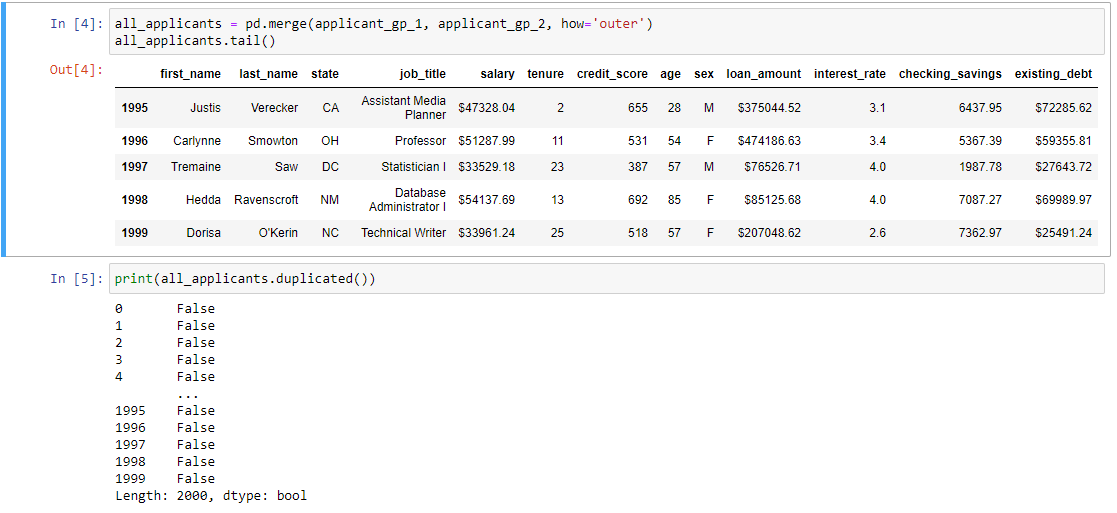 In [4]: all_applicants = pd.merge(applicant_gp_1, applicant_gp_2, how='outer')
all_applicants.tail()
Out[4]:
first_name last_name state job_title salary tenure credit_score age sex loan_amount interest_rate checking_savings existing_debt
1995 Justis Verecker CA Assistant Media Planner $47328.04 2 655 28 M $375044.52 3.1 6437.95 $72285.62
1996 Carlynne Smowton OH Professor $51287.99 11 531 54 F $474186.63 3.4 5367.39 $59355.81
1997 Tremaine Saw DC Statistician I $33529.18 23 387 57 M $76526.71 4.0 1987.78 $27643.72
1998 Hedda Ravenscroft NM Database Administrator I $54137.69 13 692 85 F $85125.68 4.0 7087.27 $69989.97
1999 Dorisa O'Kerin NC Technical Writer $33961.24 25 518 57 F $207048.62 2.6 7362.97 $25491.24
In [5]: print(all_applicants.duplicated())
0 False
1 False
2 False
3 False
4 False
...
1995 False
1996 False
1997 False
1998 False
1999 False
Length: 2000, dtype: bool